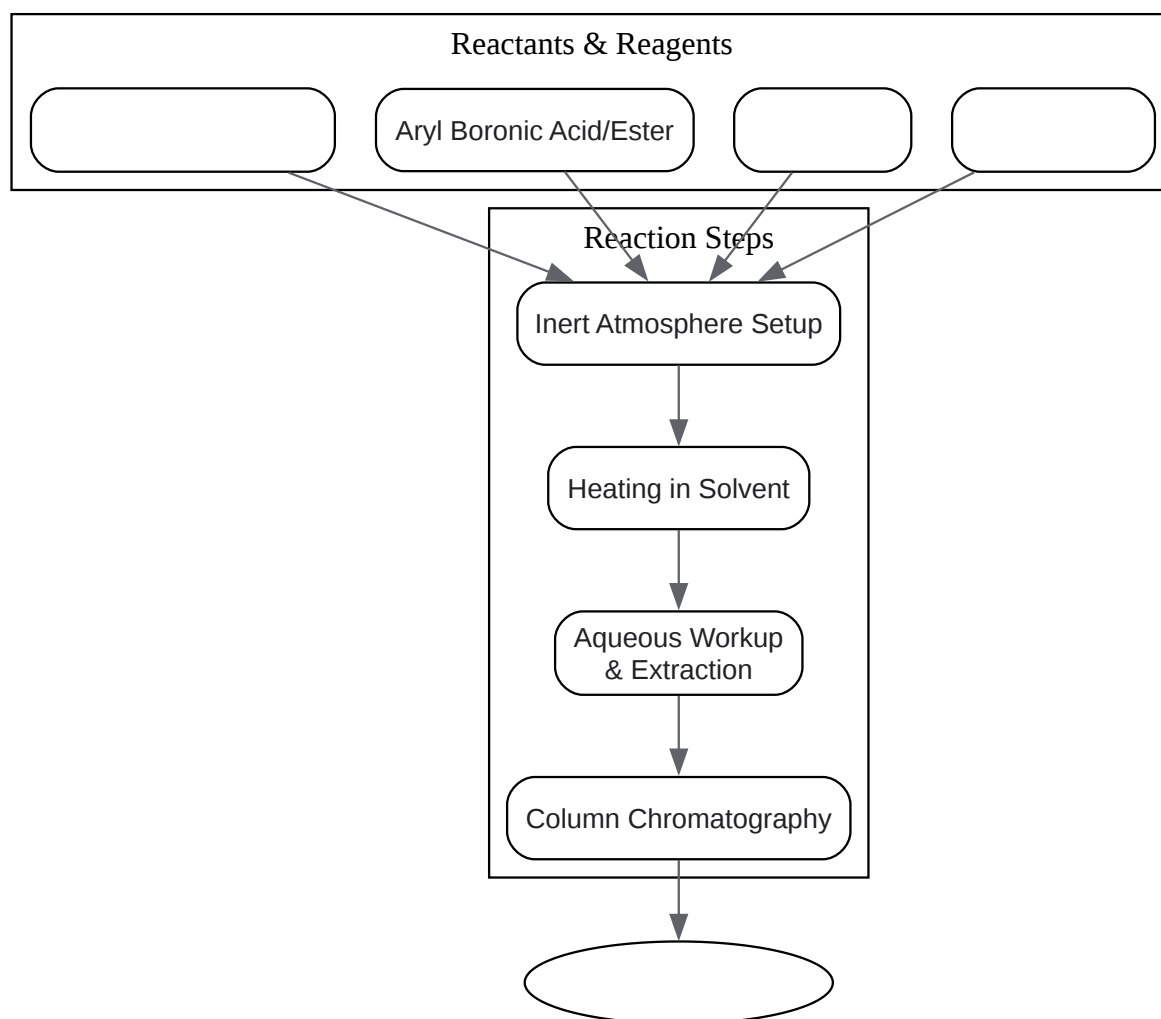 Reactants & Reagents
Aryl Boronic Acid/Ester
Reaction Steps
Inert Atmosphere Setup
Heating in Solvent
Aqueous Workup
& Extraction
Column Chromatography